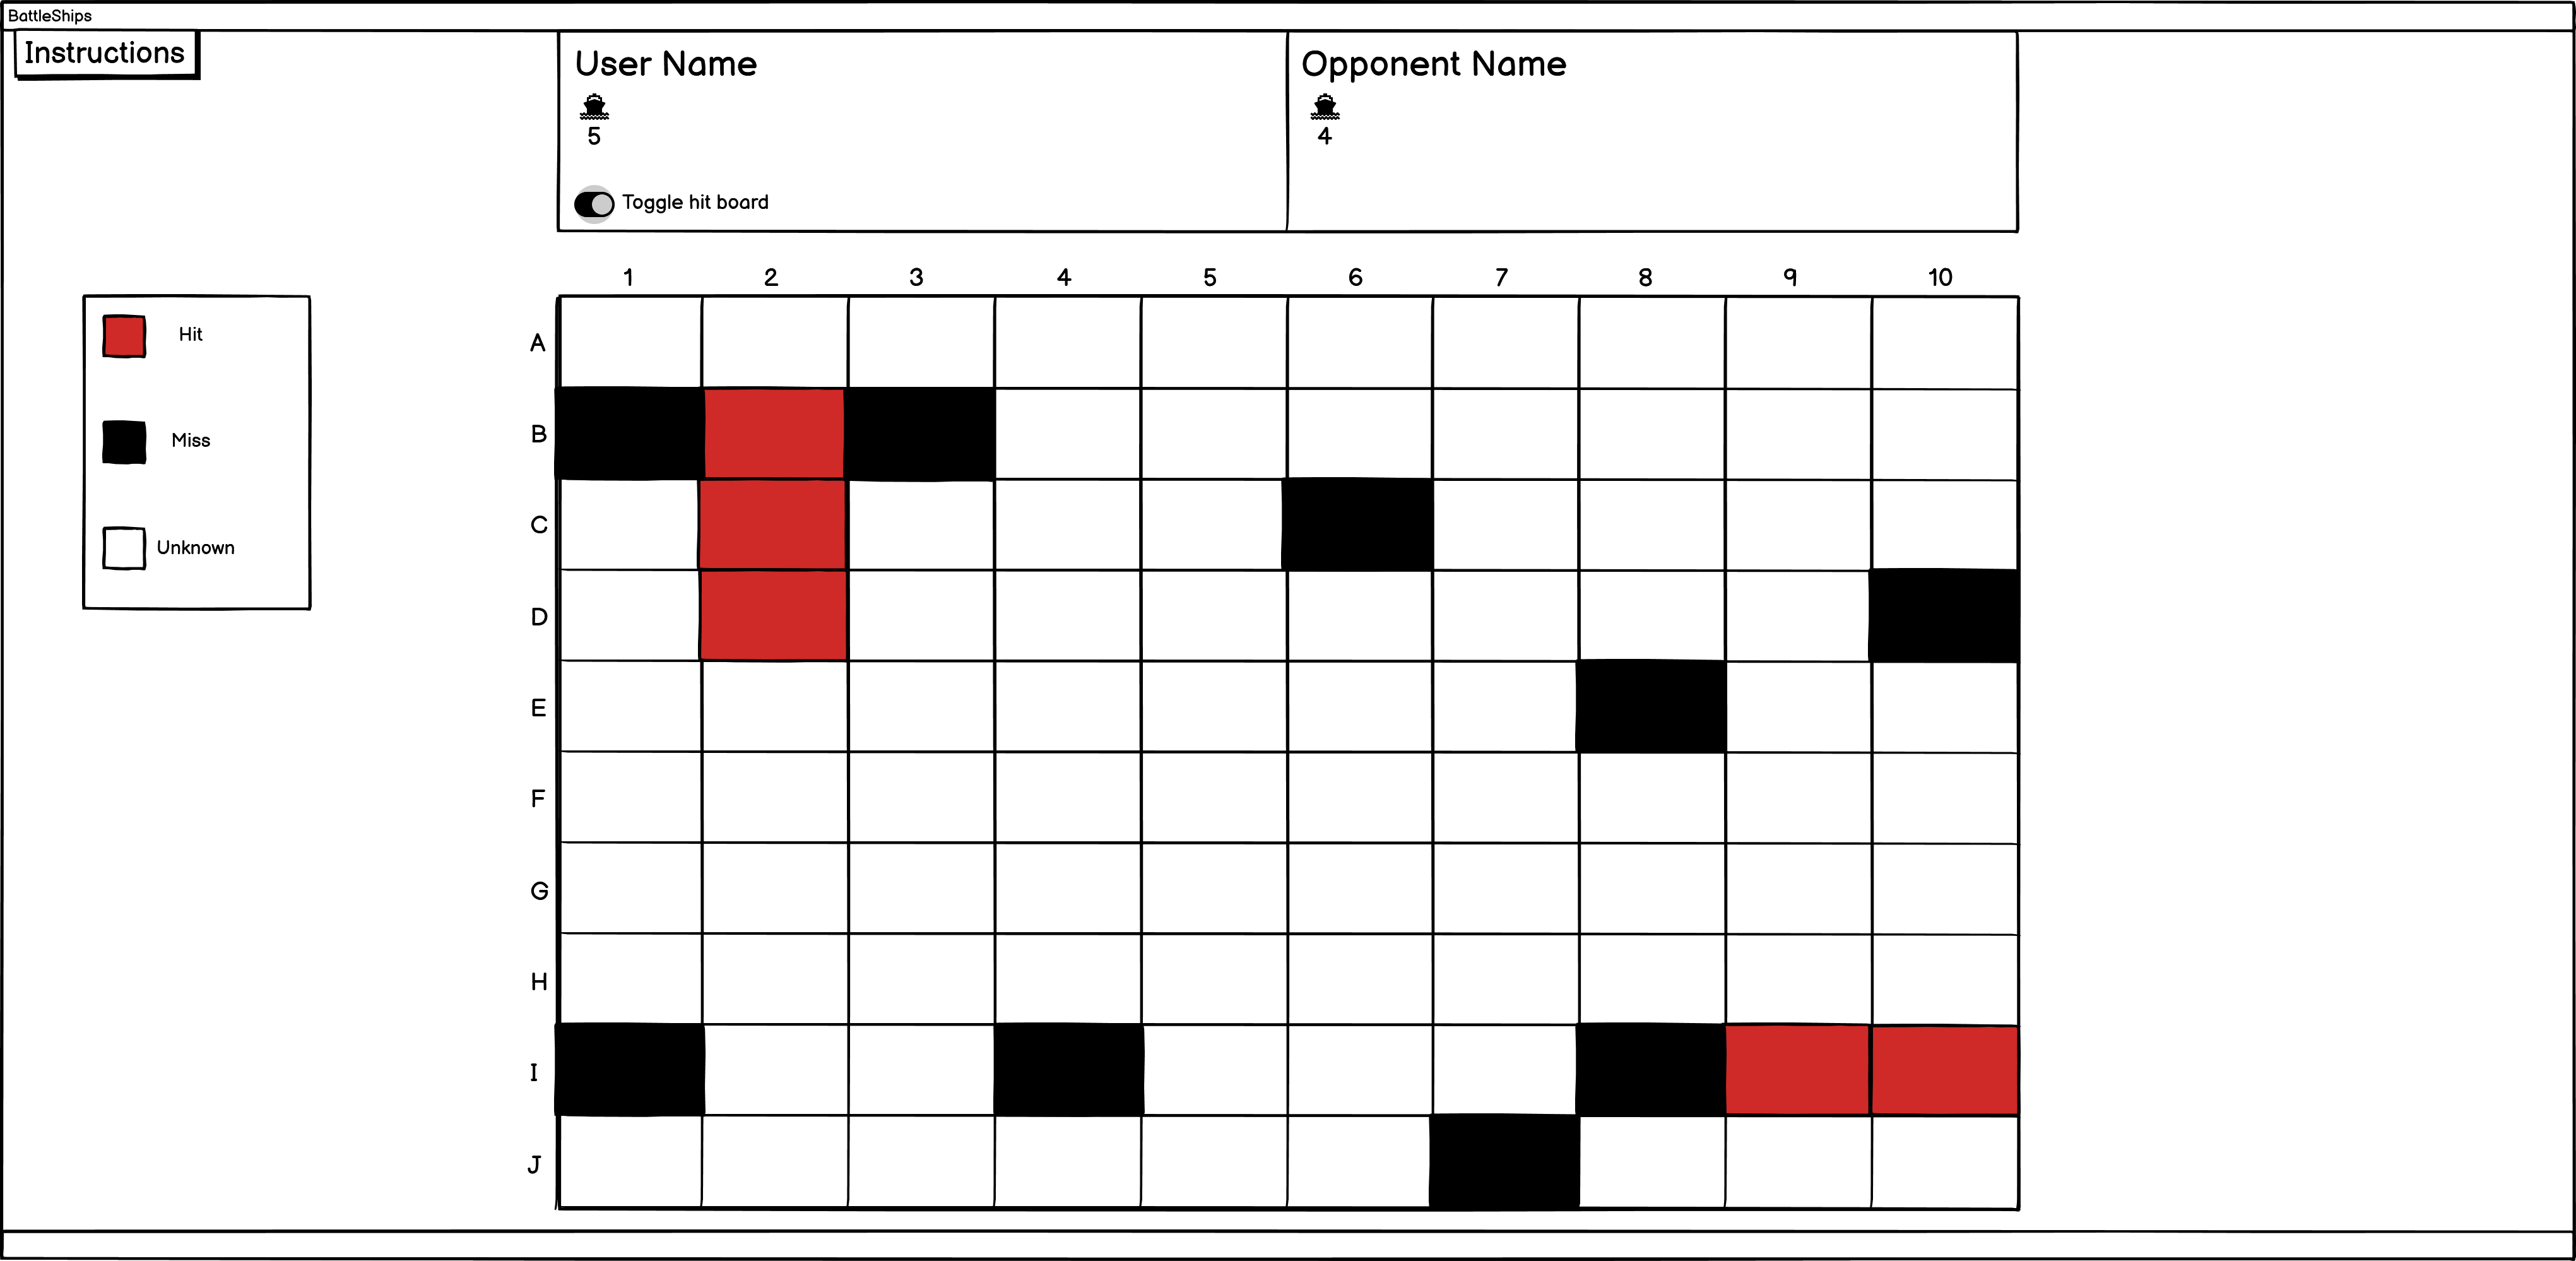 BattleShips
Instructions
User Name
5
Toggle hit board
Opponent Name
4
Hit
Miss
Unknown
1 2 3 4 5 6 7 8 9 10
A
B
C
D
E
F
G
H
I
J